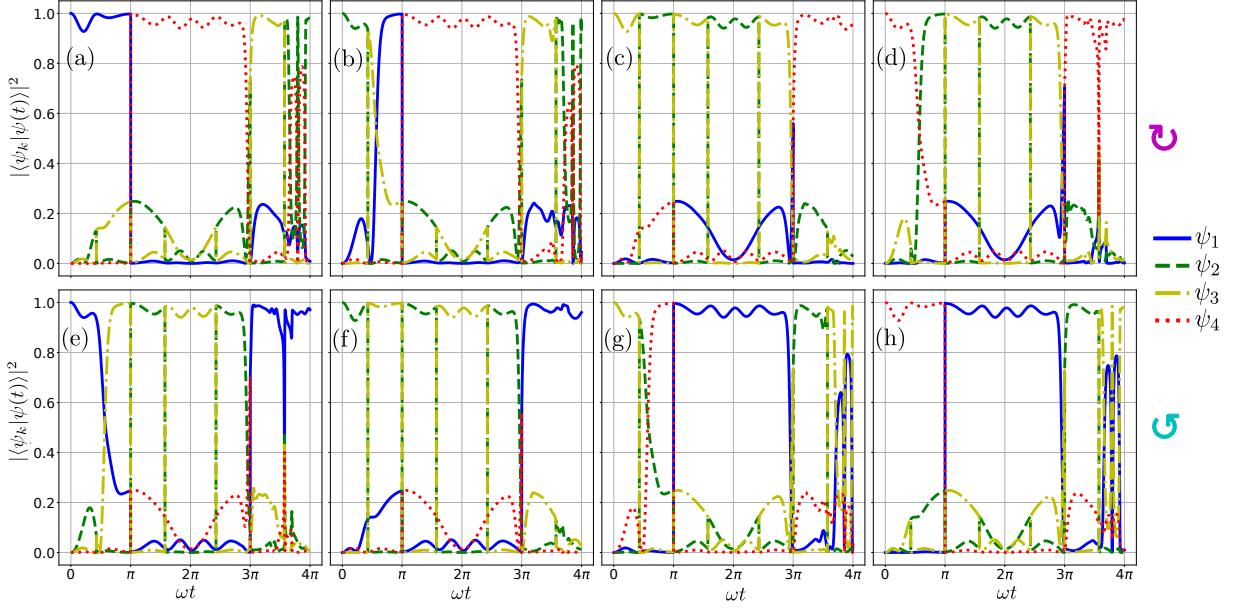 |⟨ψ_k|ψ(t)⟩|²
1.0
0.8
0.6
0.4
0.2
0.0
(a)
(b)
(c)
(d)
ψ₁
ψ₂
ψ₃
ψ₄
|⟨ψ_k|ψ(t)⟩|²
1.0
0.8
0.6
0.4
0.2
0.0
(e)
(f)
(g)
(h)
0 π 2π 3π 4π 0 π 2π 3π 4π 0 π 2π 3π 4π 0 π 2π 3π 4π
ωt ωt ωt ωt